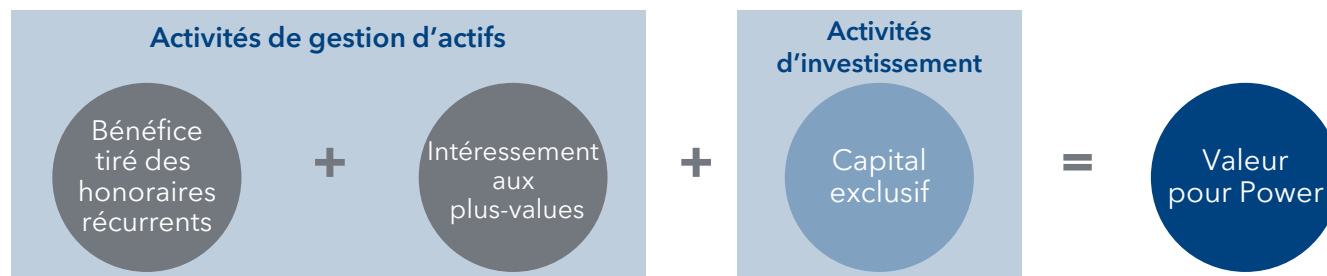 Activités de gestion d’actifs
Bénéfice
tiré des
honoraires
récurrents
+
Intéressement
aux
plus-values
+
Activités
d’investissement
Capital
exclusif
=
Valeur
pour Power